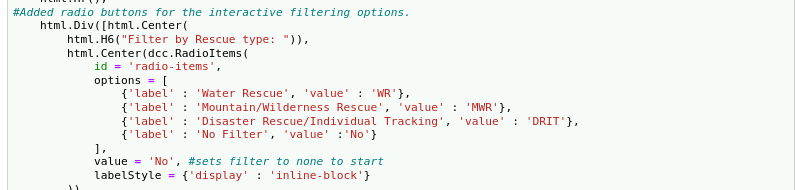 #Added radio buttons for the interactive filtering options.
html.Div([html.Center(
html.H6("Filter by Rescue type: ")),
html.Center(dcc.RadioItems(
id = 'radio-items',
options = [
{'label' : 'Water Rescue', 'value' : 'WR'},
{'label' : 'Mountain/Wilderness Rescue', 'value' : 'MWR'},
{'label' : 'Disaster Rescue/Individual Tracking', 'value' : 'DRIT'},
{'label' : 'No Filter', 'value' :'No'}
],
value = 'No', #sets filter to none to start
labelStyle = {'display' : 'inline-block'}
))